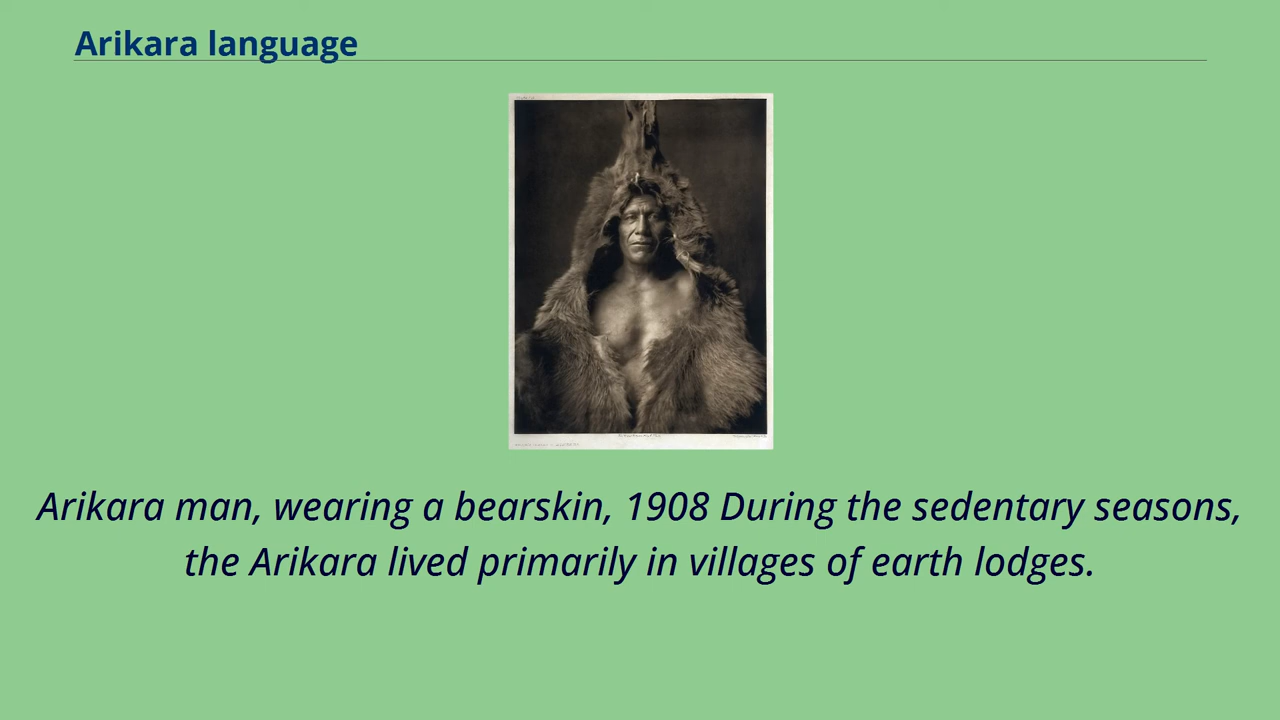 Arikara language
Arikara man, wearing a bearskin, 1908 During the sedentary seasons,
the Arikara lived primarily in villages of earth lodges.